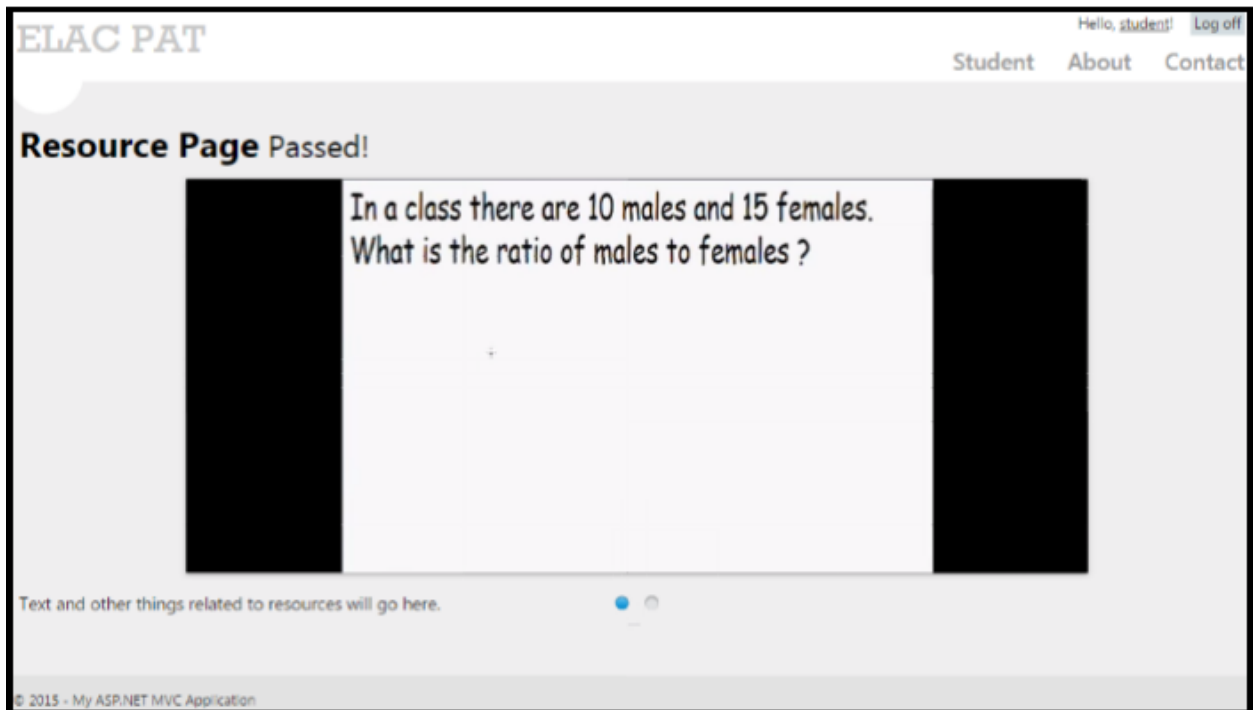 ELAC PAT
Hello, student! Log off
Student About Contact
Resource Page Passed!
In a class there are 10 males and 15 females.
What is the ratio of males to females ?
Text and other things related to resources will go here.
© 2015 - My ASP.NET MVC Application